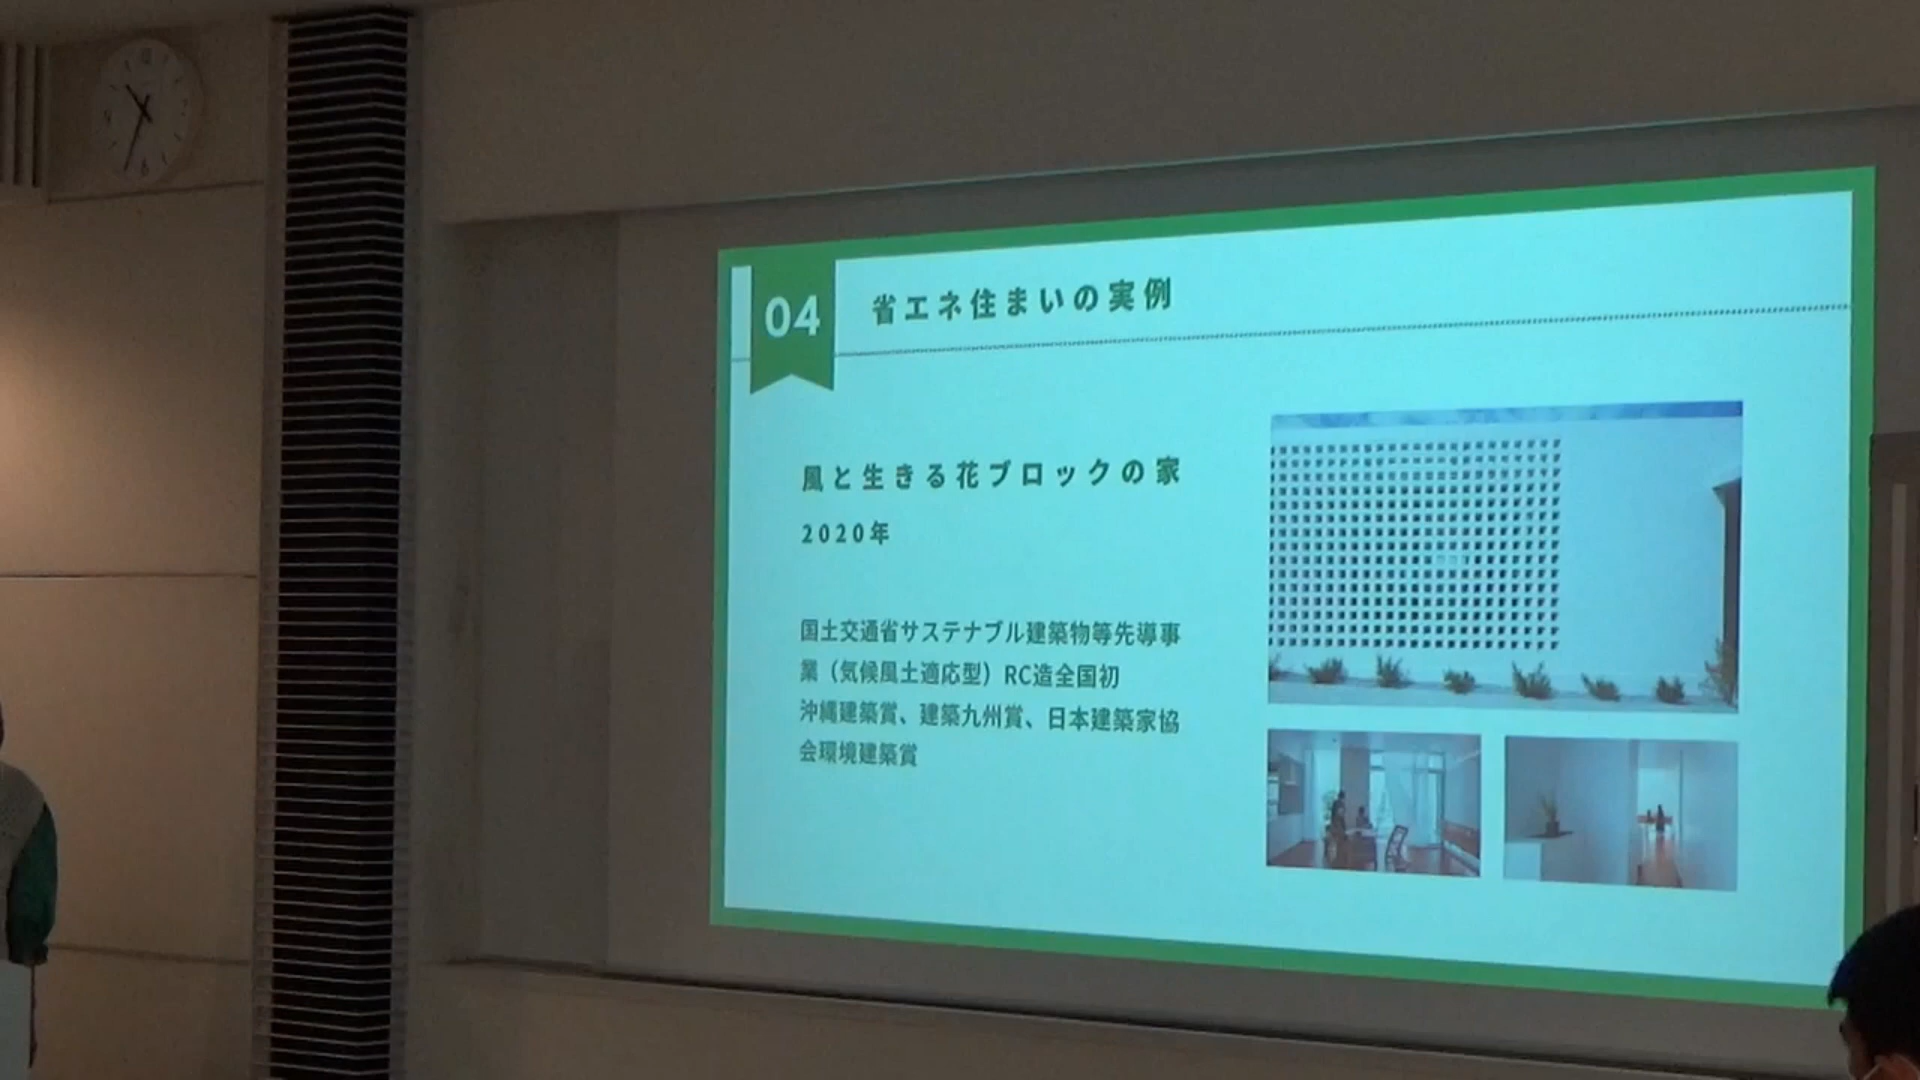 04
省エネ住まいの実例
風と生きる花ブロックの家
2020年
国土交通省サステナブル建築物等先導事
業（気候風土適応型）RC造全国初
沖縄建築賞、建築九州賞、日本建築家協
会環境建築賞